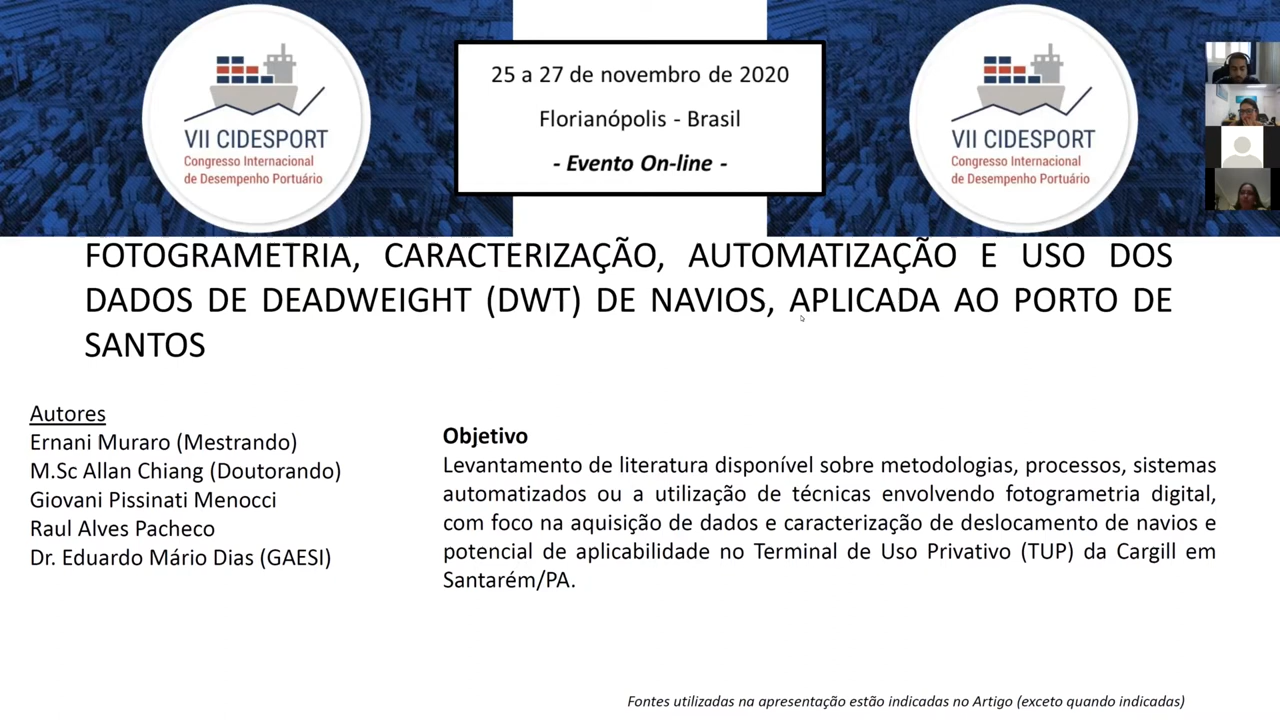 VII CIDESPORT
Congresso Internacional
de Desempenho Portuário
25 a 27 de novembro de 2020
Florianópolis - Brasil
- Evento On-line -
VII CIDESPORT
Congresso Internacional
de Desempenho Portuário
FOTOGRAMETRIA, CARACTERIZAÇÃO, AUTOMATIZAÇÃO E USO DOS
DADOS DE DEADWEIGHT (DWT) DE NAVIOS, APLICADA AO PORTO DE
SANTOS
Autores
Ernani Muraro (Mestrando)
M.Sc Allan Chiang (Doutorando)
Giovani Pissinati Menocci
Raul Alves Pacheco
Dr. Eduardo Mário Dias (GAESI)
Objetivo
Levantamento de literatura disponível sobre metodologias, processos, sistemas
automatizados ou a utilização de técnicas envolvendo fotogrametria digital,
com foco na aquisição de dados e caracterização de deslocamento de navios e
potencial de aplicabilidade no Terminal de Uso Privativo (TUP) da Cargill em
Santarém/PA.
Fontes utilizadas na apresentação estão indicadas no Artigo (exceto quando indicadas)